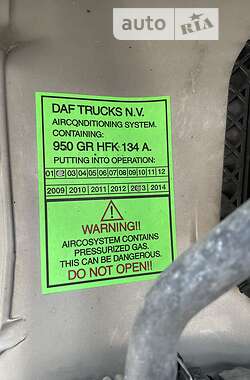 auto RIA
DAF TRUCKS N.V.
AIRCONDITIONING SYSTEM.
CONTAINING:
950 GR HFK-134 A.
PUTTING INTO OPERATION:
01 03 04 05 06 07 08 09 10 11 12
2009 2010 2011 2012 2014
WARNING!!
AIRCOSYSTEM CONTAINS
PRESSURIZED GAS.
THIS CAN BE DANGEROUS.
DO NOT OPEN!!